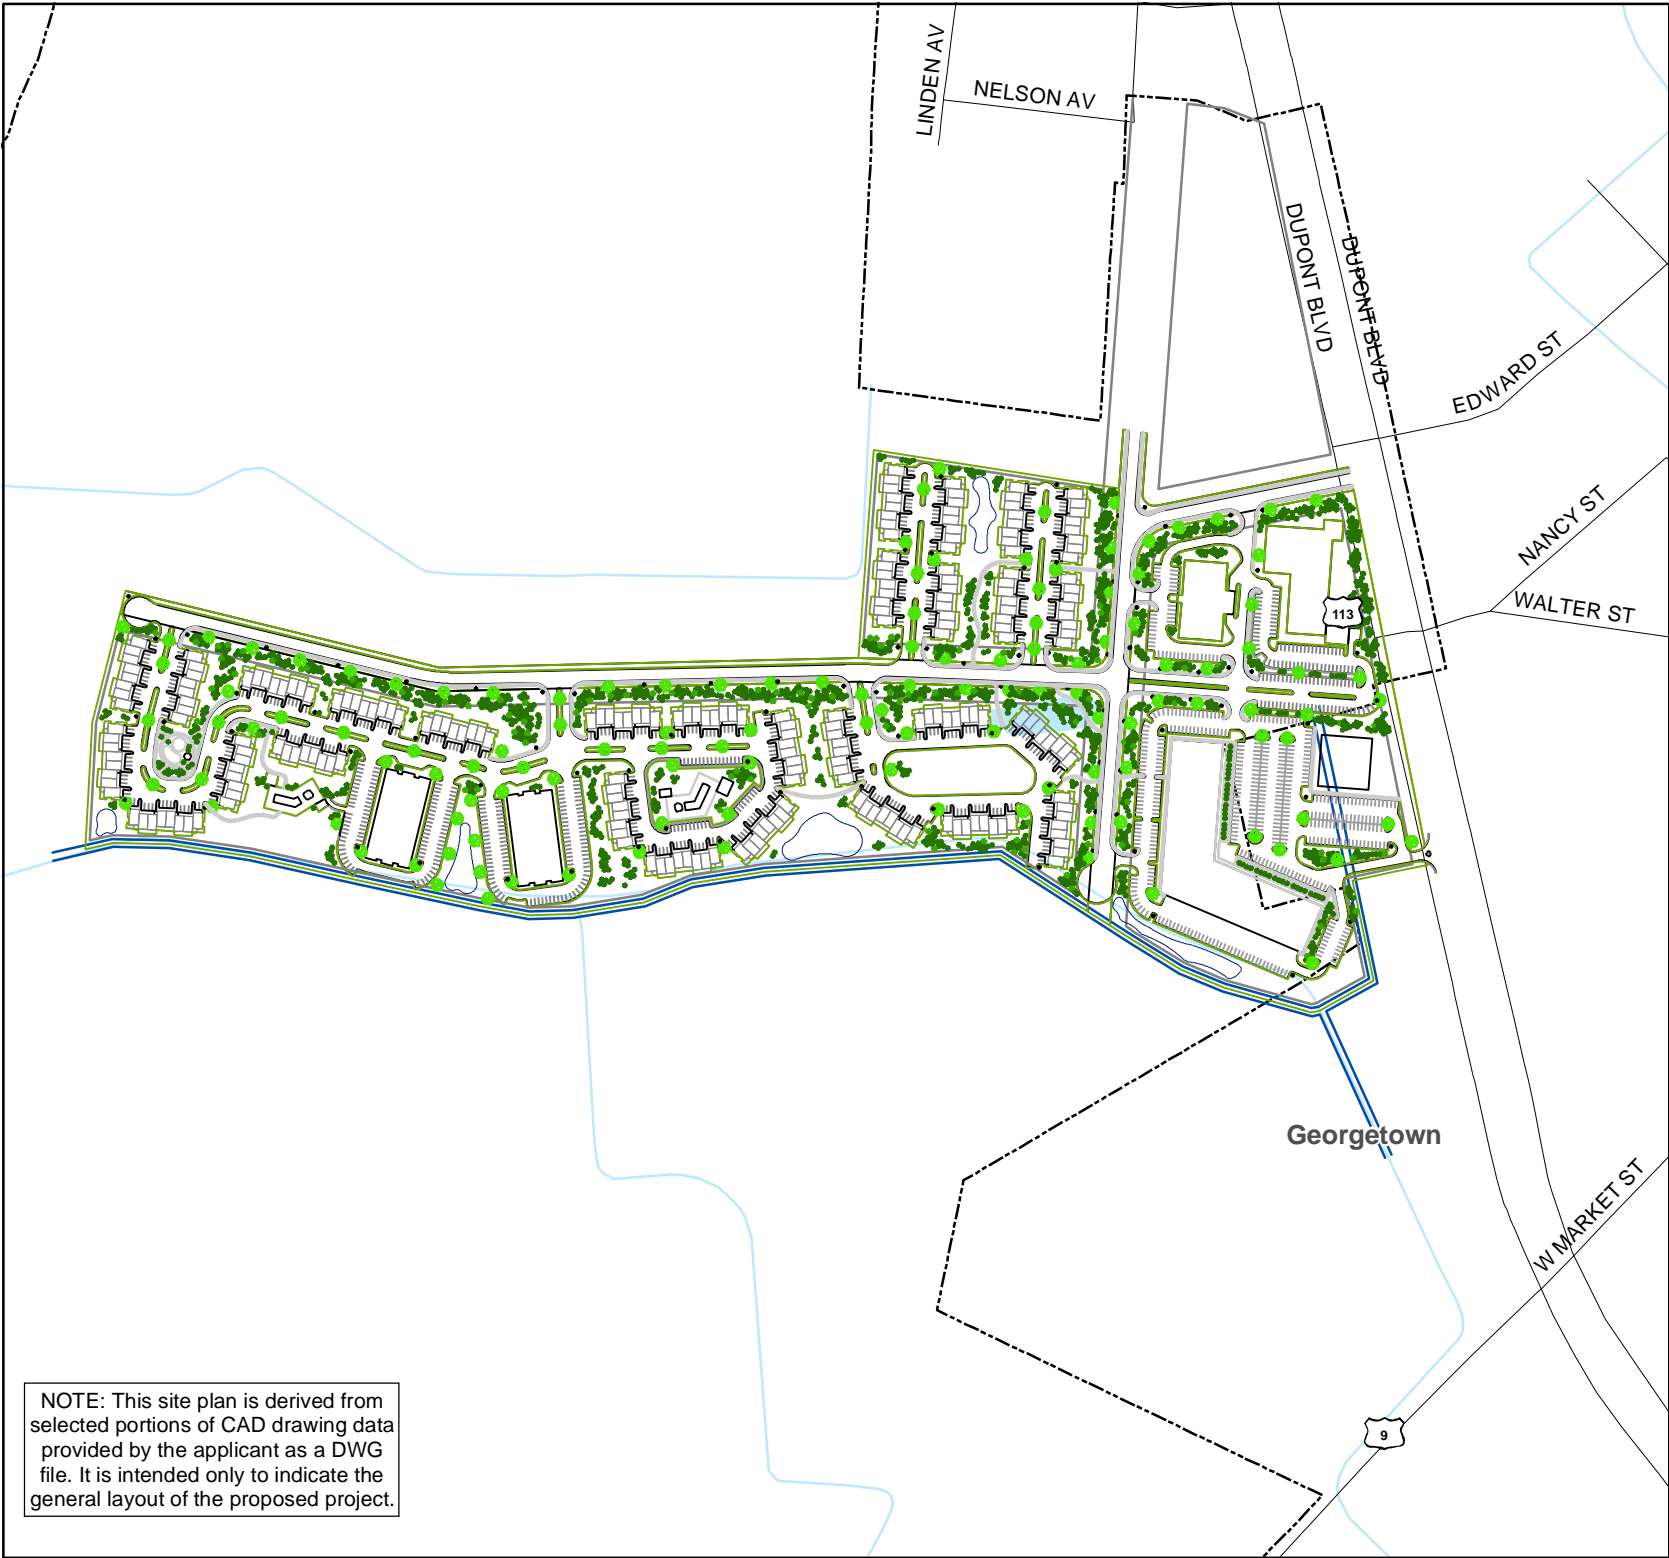 LINDEN AV
NELSON AV
DUPONT BLVD
DUPONT BLVD
EDWARD ST
NANCY ST
WALTER ST
113
Georgetown
W MARKET ST
9
NOTE: This site plan is derived from
selected portions of CAD drawing data
provided by the applicant as a DWG
file. It is intended only to indicate the
general layout of the proposed project.